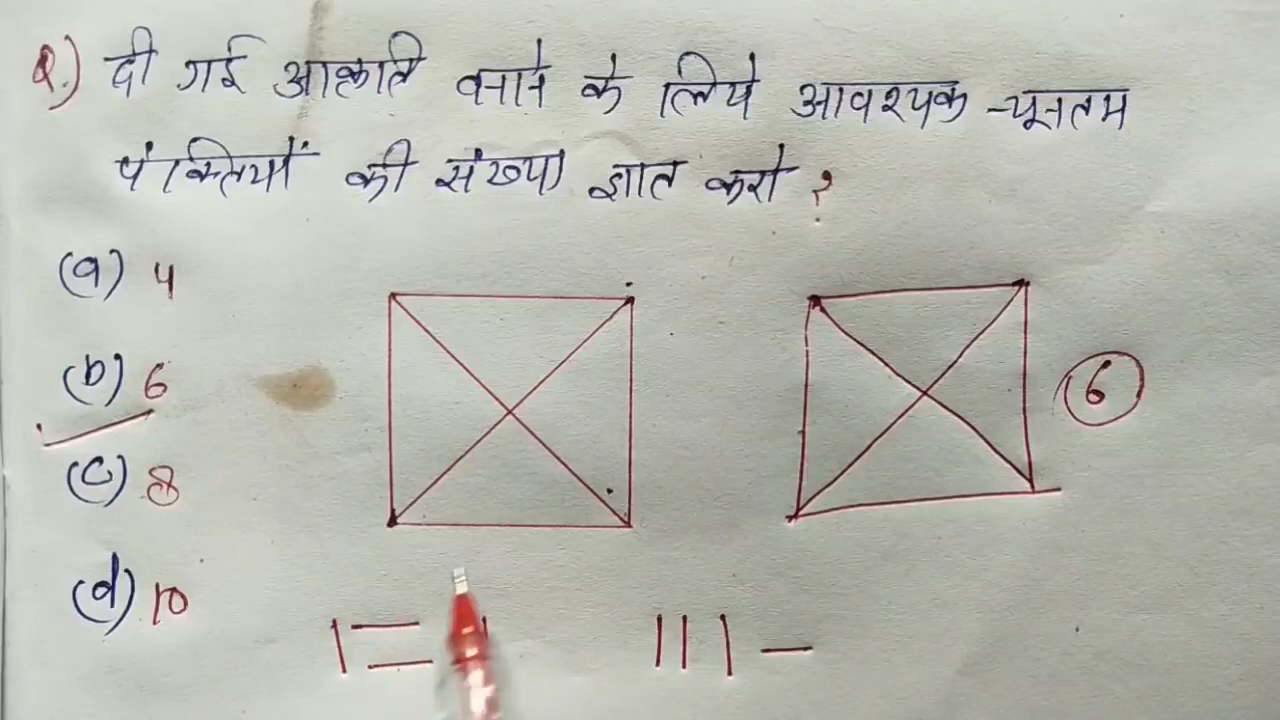 Q.) दी गई आकृति बनाने के लिये आवश्यक न्यूनतम
पंक्तियों की संख्या ज्ञात करो ?
(a) 4
(b) 6
(c) 8
(d) 10
6